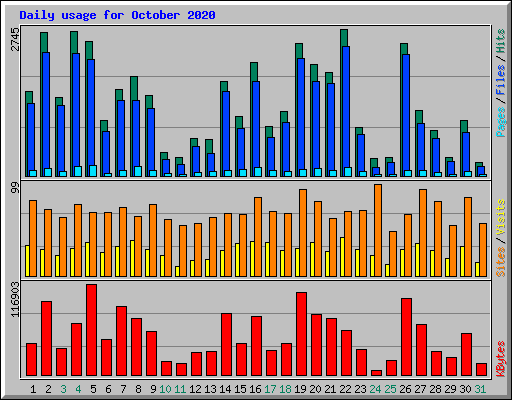 Daily usage for October 2020
2745
Pages / Files / Hits
99
Sites / Visits
116903
KBytes
1 2 3 4 5 6 7 8 9 10 11 12 13 14 15 16 17 18 19 20 21 22 23 24 25 26 27 28 29 30 31